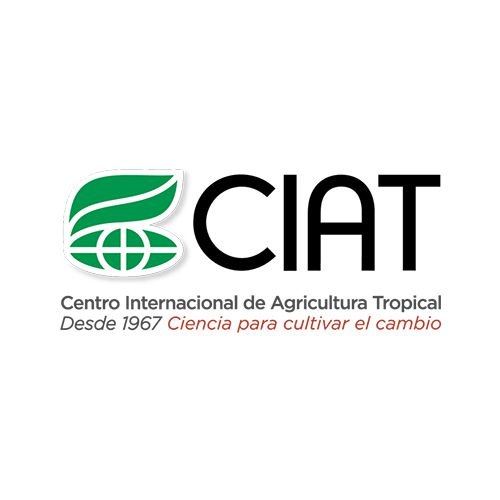 CIAT
Centro Internacional de Agricultura Tropical
Desde 1967 Ciencia para cultivar el cambio